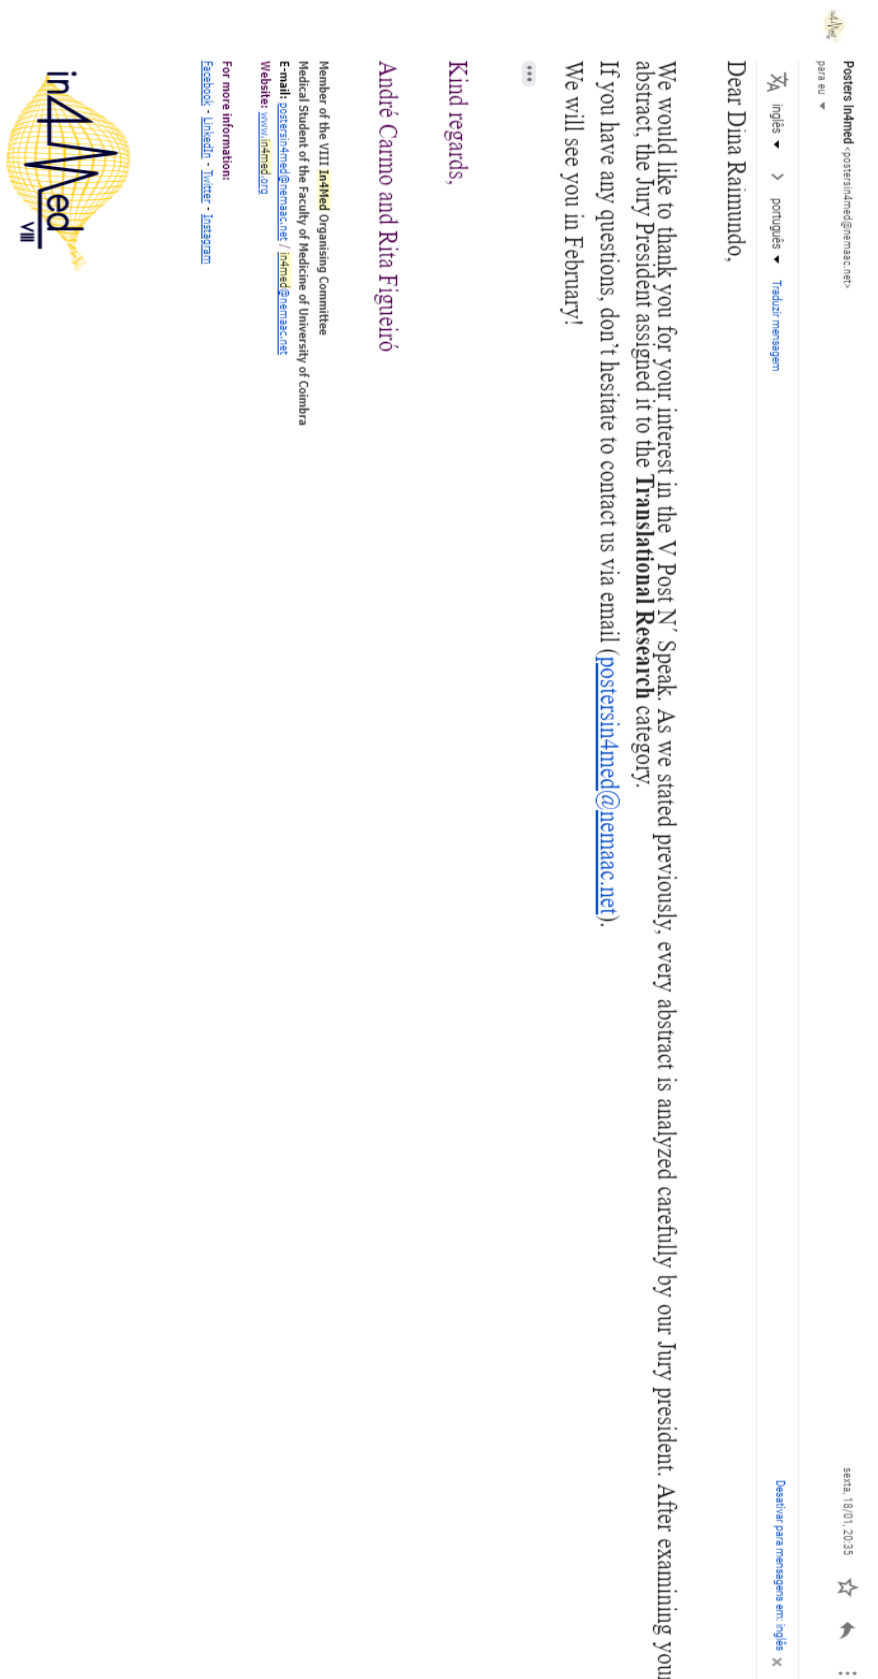 Posters In4med <postersin4med@nemaac.net>
sexta, 18/01, 20:35
para eu
inglês > português Traduzir mensagem
Desativar para mensagens em: inglês x
Dear Dina Raimundo,
We would like to thank you for your interest in the V Post N´ Speak. As we stated previously, every abstract is analyzed carefully by our Jury president. After examining your
abstract, the Jury President assigned it to the Translational Research category.
If you have any questions, don’t hesitate to contact us via email (postersin4med@nemaac.net).
We will see you in February!
Kind regards,
André Carmo and Rita Figueiró
Member of the VIII In4Med Organising Committee
Medical Student of the Faculty of Medicine of University of Coimbra
E-mail: postersin4med@nemaac.net / in4med@nemaac.net
Website: www.in4med.org
For more information:
Facebook - LinkedIn - Twitter - Instagram
in4Med
VIII